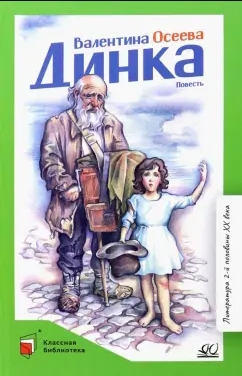 Валентина Осеева
Динка
Повесть
Литература 2-й половины XX века
Классная
библиотека